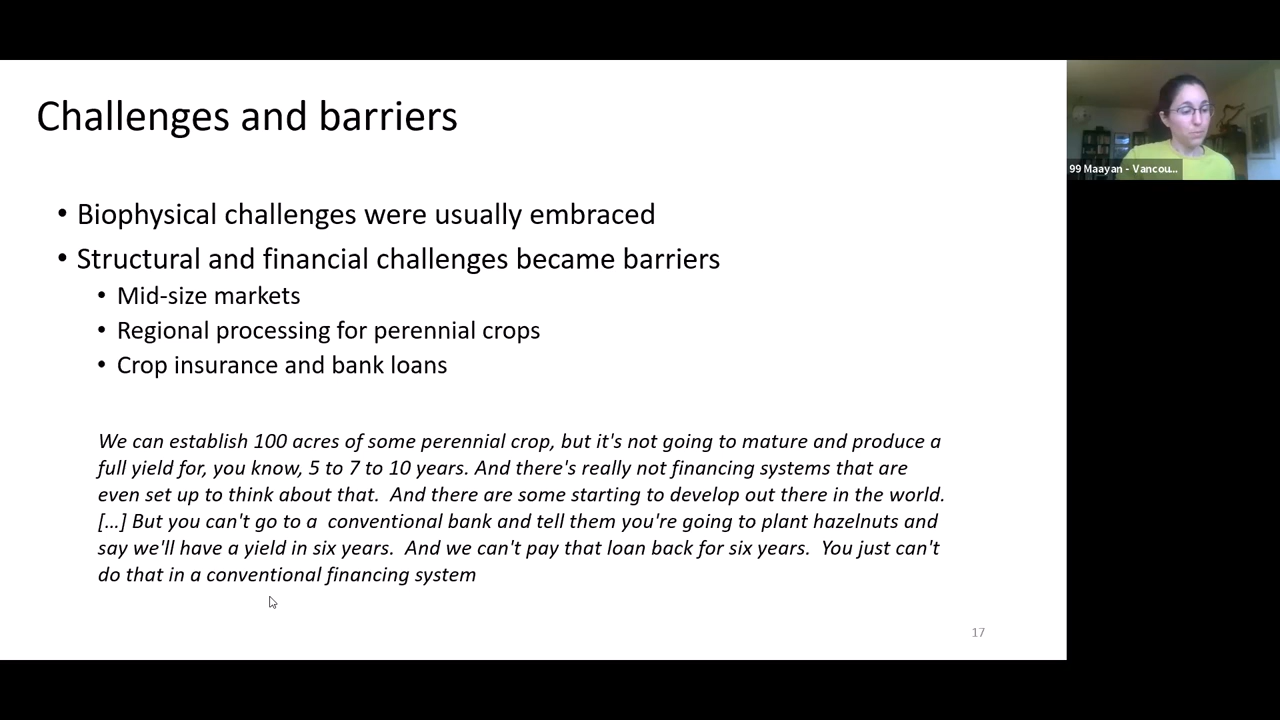 Challenges and barriers
• Biophysical challenges were usually embraced
• Structural and financial challenges became barriers
• Mid-size markets
• Regional processing for perennial crops
• Crop insurance and bank loans
We can establish 100 acres of some perennial crop, but it's not going to mature and produce a
full yield for, you know, 5 to 7 to 10 years. And there's really not financing systems that are
even set up to think about that.  And there are some starting to develop out there in the world.
[...] But you can't go to a  conventional bank and tell them you're going to plant hazelnuts and
say we'll have a yield in six years.  And we can't pay that loan back for six years.  You just can't
do that in a conventional financing system
17
99 Maayan - Vancou...